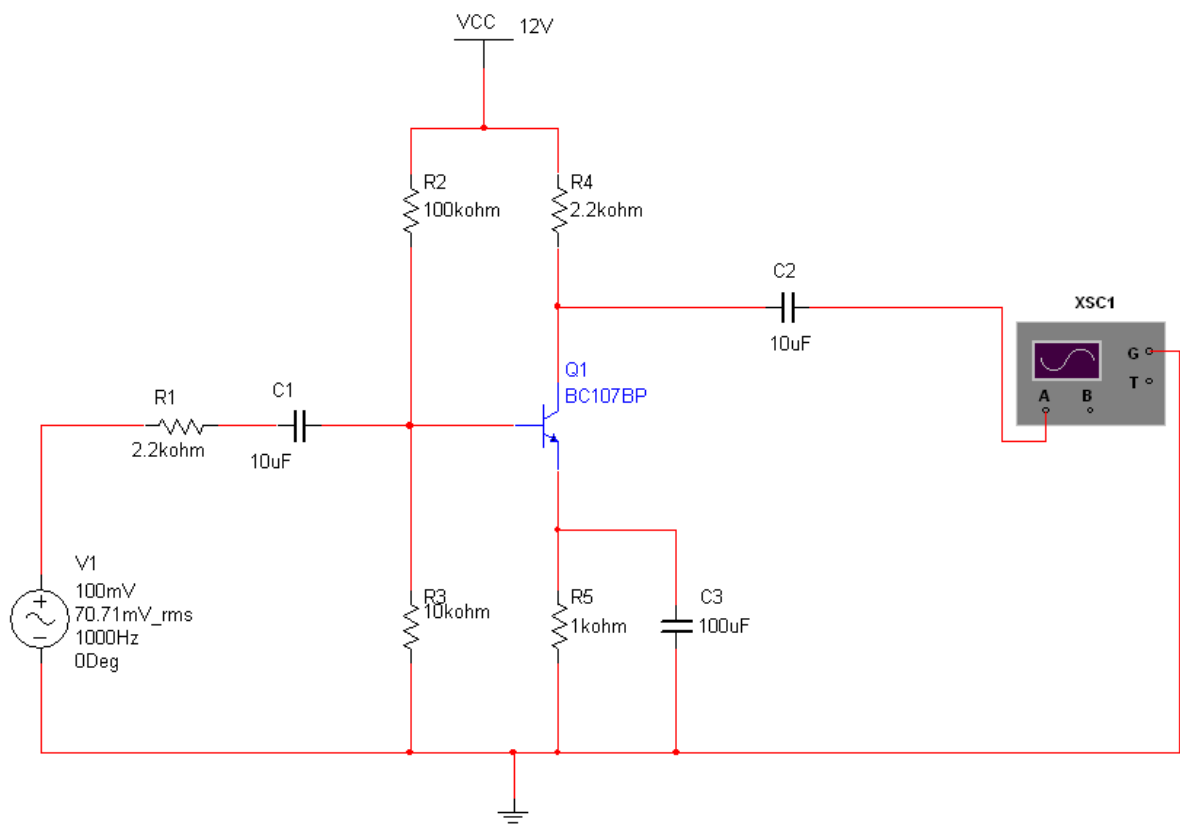 VCC 12V
R2
100kohm
R4
2.2kohm
C2
10uF
XSC1
G
T
A B
Q1
BC107BP
R1
2.2kohm
C1
10uF
V1
100mV
70.71mV_rms
1000Hz
0Deg
R3
10kohm
R5
1kohm
C3
100uF